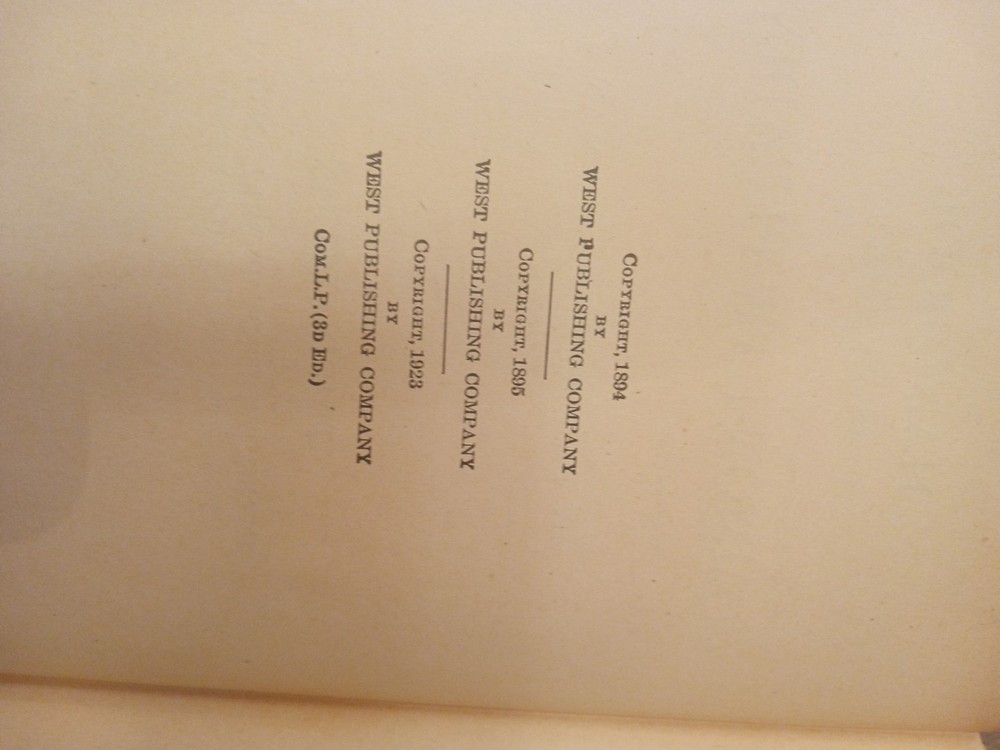 COPYRIGHT, 1894
BY
WEST PUBLISHING COMPANY
COPYRIGHT, 1895
BY
WEST PUBLISHING COMPANY
COPYRIGHT, 1923
BY
WEST PUBLISHING COMPANY
COM.L.P. (3D ED.)